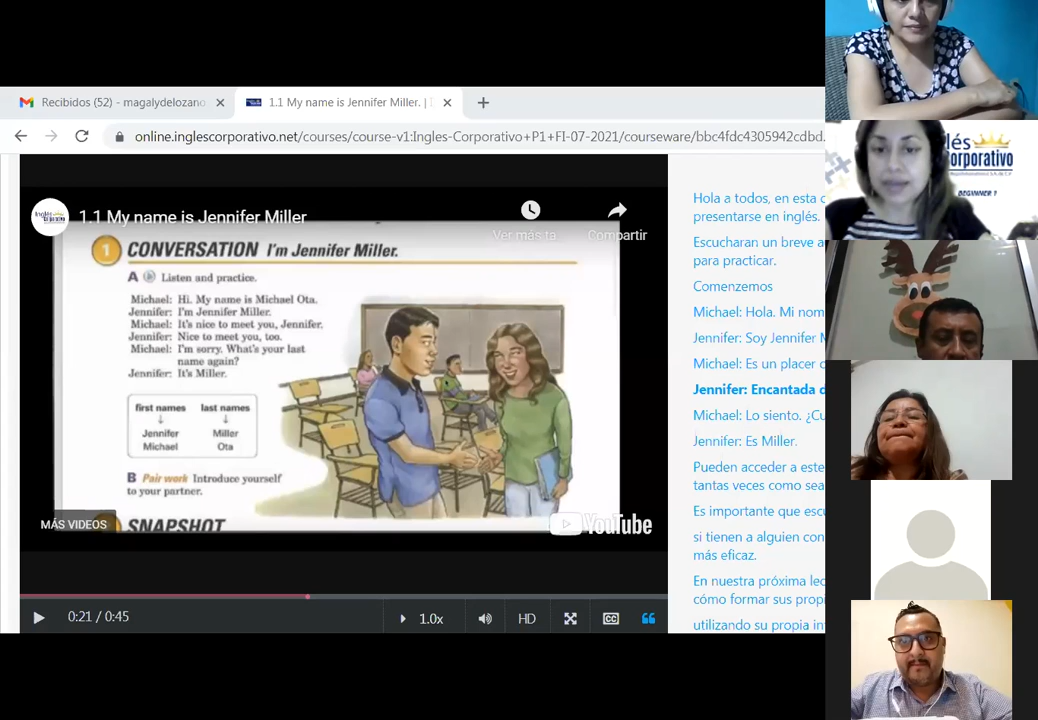 Recibidos (52) - magalydelozano
1.1 My name is Jennifer Miller. |
online.inglescorporativo.net/courses/course-v1:Ingles-Corporativo+P1+FI-07-2021/courseware/bbc4fdc4305942cdbd.
1.1 My name is Jennifer Miller
Ver más ta
Compartir
1 CONVERSATION I'm Jennifer Miller.
A Listen and practice.
Michael: Hi. My name is Michael Ota.
Jennifer: I'm Jennifer Miller.
Michael: It's nice to meet you, Jennifer.
Jennifer: Nice to meet you, too.
Michael: I'm sorry. What's your last
name again?
Jennifer: It's Miller.
first names last names
Jennifer Miller
Michael Ota
B Pair work Introduce yourself
to your partner.
SNAPSHOT
MÁS VIDEOS
YouTube
0:21 / 0:45
1.0x
HD
CC
Hola a todos, en esta
presentarse en inglés.
Escucharan un breve
para practicar.
Comenzemos
Michael: Hola. Mi nom
Jennifer: Soy Jennifer
Michael: Es un placer
Jennifer: Encantada
Michael: Lo siento. ¿Cu
Jennifer: Es Miller.
Pueden acceder a este
tantas veces como sea
Es importante que escu
si tienen a alguien con
más eficaz.
En nuestra próxima lec
cómo formar sus propi
utilizando su propia in
lés
orporativo
BEGINNER 1